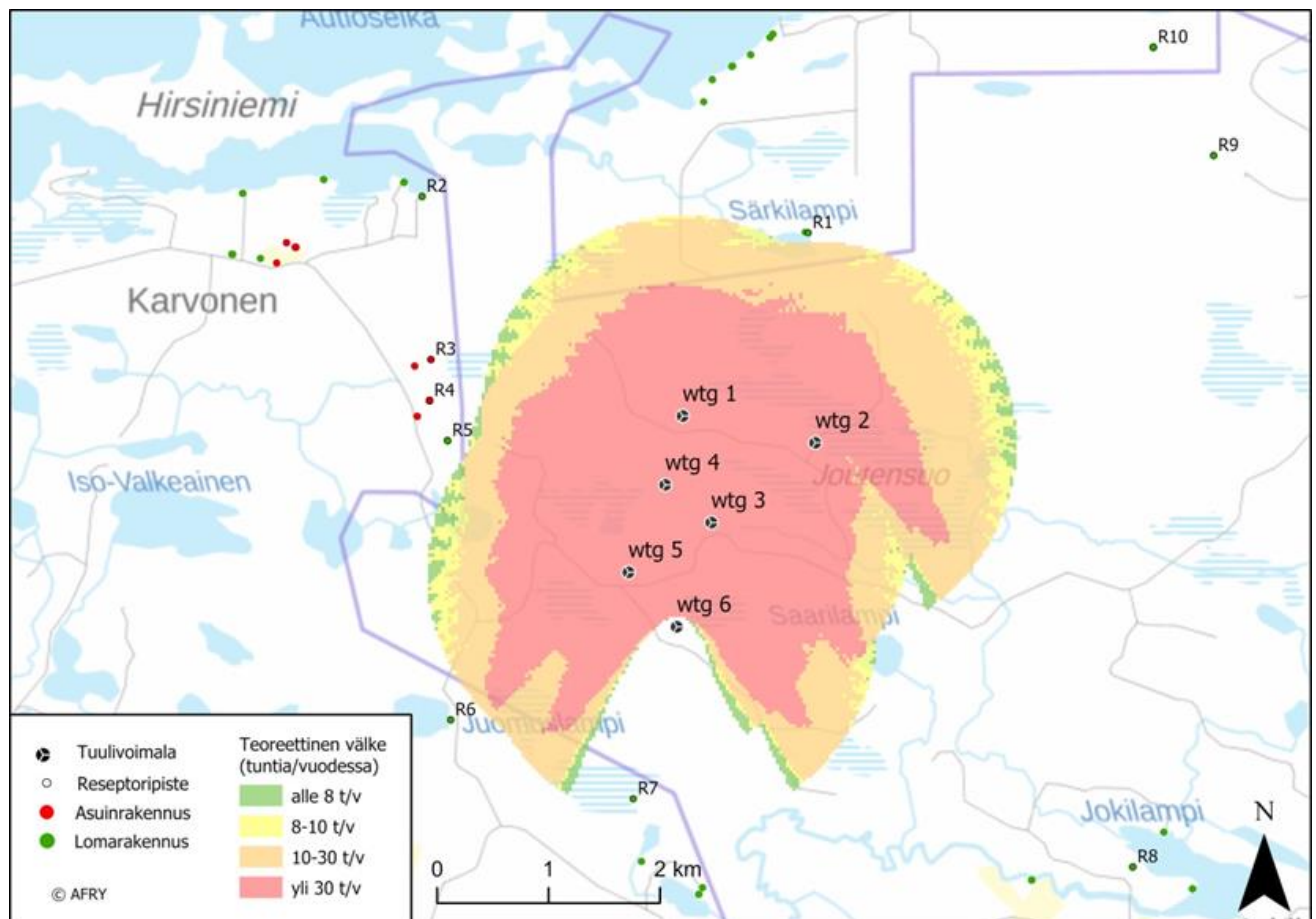 Autioselkä
R10
Hirsiniemi
R9
R2
Särkilampi
R1
Karvonen
R3
R4
wtg 1
wtg 2
R5
Iso-Valkeainen
wtg 4
Joutensuo
wtg 3
wtg 5
wtg 6
Saarilampi
R6
Tuulivoimala
Reseptoripiste
Asuinrakennus
Lomarakennus
© AFRY
Teoreettinen välke
(tuntia/vuodessa)
alle 8 t/v
8-10 t/v
10-30 t/v
yli 30 t/v
R7
Jokilampi
R8
0 1 2 km
N